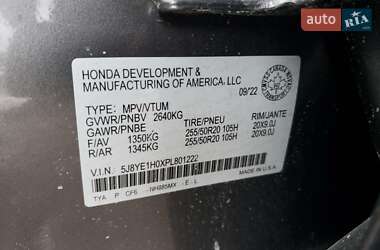 auto RIA
HONDA DEVELOPMENT &
MANUFACTURING OF AMERICA, LLC
09/22
TYPE: MPV/VTUM
GVWR/PNBV 2640KG
GAWR/PNBE TIRE/PNEU RIM/JANTE
F/AV 1350KG 255/50R20 105H 20X9.0J
R/AR 1345KG 255/50R20 105H 20X9.0J
V.I.N.: 5J8YE1H0XPL801222
TYA P CF6 -NH885MX -E-L
MADE IN U.S.A.